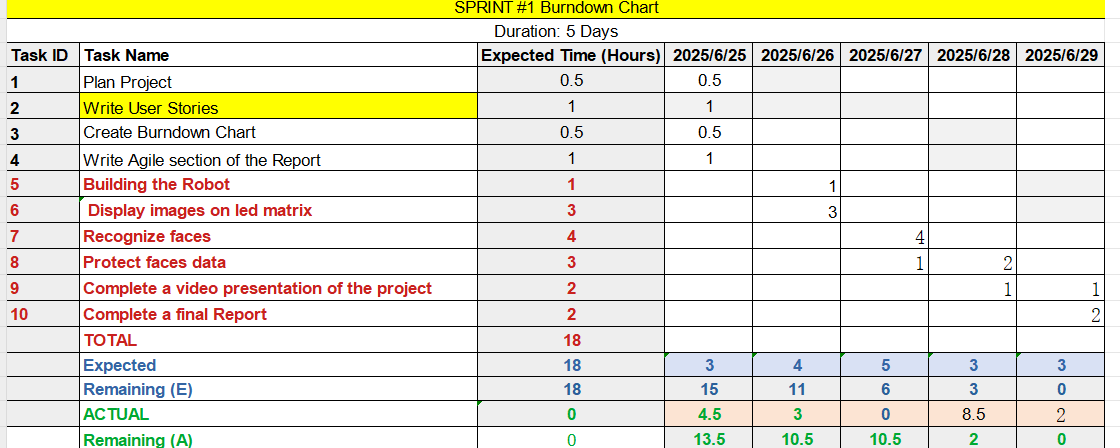 SPRINT #1 Burndown Chart
Duration: 5 Days
Task ID Task Name Expected Time (Hours) 2025/6/25 2025/6/26 2025/6/27 2025/6/28 2025/6/29
1 Plan Project 0.5 0.5
2 Write User Stories 1 1
3 Create Burndown Chart 0.5 0.5
4 Write Agile section of the Report 1 1
5 Building the Robot 1 1
6 Display images on led matrix 3 3
7 Recognize faces 4 4
8 Protect faces data 3 1 2
9 Complete a video presentation of the project 2 1 1
10 Complete a final Report 2 2
TOTAL 18
Expected 18 3 4 5 3 3
Remaining (E) 18 15 11 6 3 0
ACTUAL 0 4.5 3 0 8.5 2
Remaining (A) 0 13.5 10.5 10.5 2 0